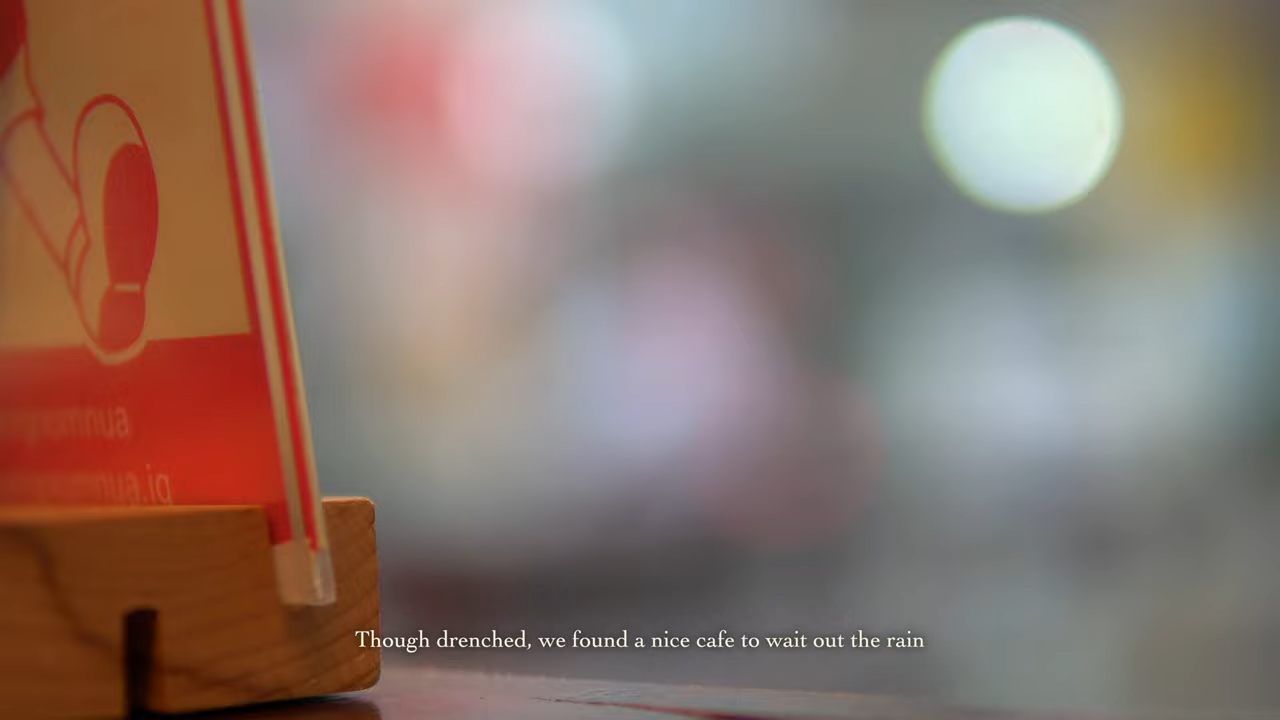 Though drenched, we found a nice cafe to wait out the rain